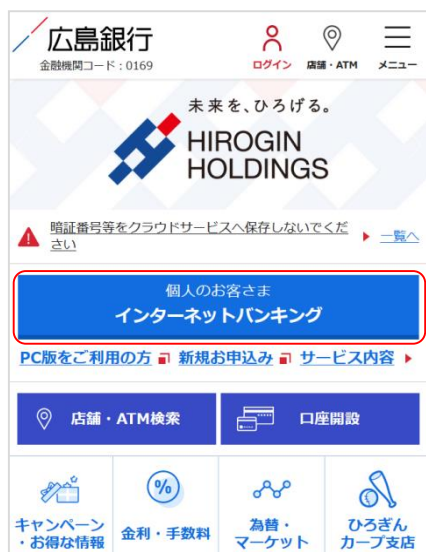 広島銀行
金融機関コード：0169
ログイン
店舗・ATM
メニュー
未来を、ひろげる。
HIROGIN
HOLDINGS
暗証番号等をクラウドサービスへ保存しないでくだ
さい
一覧へ
個人のお客さま
インターネットバンキング
PC版をご利用の方 新規お申込み サービス内容
店舗・ATM検索
口座開設
キャンペーン
・お得な情報
金利・手数料
為替・
マーケット
ひろぎん
カープ支店